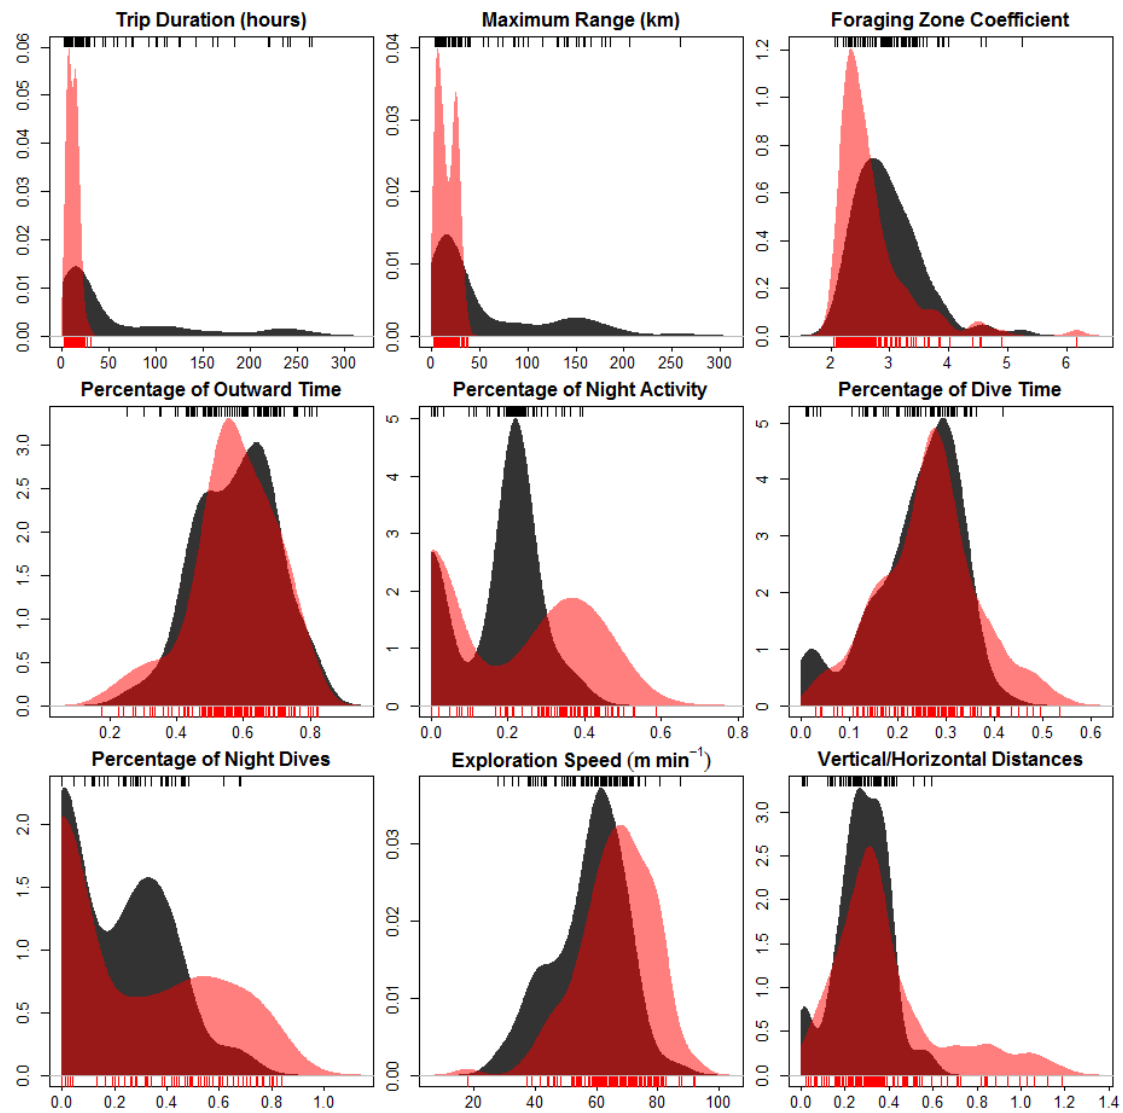 Trip Duration (hours)
Maximum Range (km)
Foraging Zone Coefficient
0.00 0.01 0.02 0.03 0.04 0.05 0.06
0 50 100 150 200 250 300
0.00 0.01 0.02 0.03 0.04
0 50 100 150 200 250 300
0.0 0.2 0.4 0.6 0.8 1.0 1.2
2 3 4 5 6
Percentage of Outward Time
Percentage of Night Activity
Percentage of Dive Time
0.0 0.5 1.0 1.5 2.0 2.5 3.0
0.2 0.4 0.6 0.8
0 1 2 3 4 5
0.0 0.2 0.4 0.6 0.8
0 1 2 3 4 5
0.0 0.1 0.2 0.3 0.4 0.5 0.6
Percentage of Night Dives
Exploration Speed (m min⁻¹)
Vertical/Horizontal Distances
0.0 0.5 1.0 1.5 2.0
0.0 0.2 0.4 0.6 0.8 1.0
0.00 0.01 0.02 0.03
20 40 60 80 100
0.0 0.5 1.0 1.5 2.0 2.5 3.0
0.0 0.2 0.4 0.6 0.8 1.0 1.2 1.4